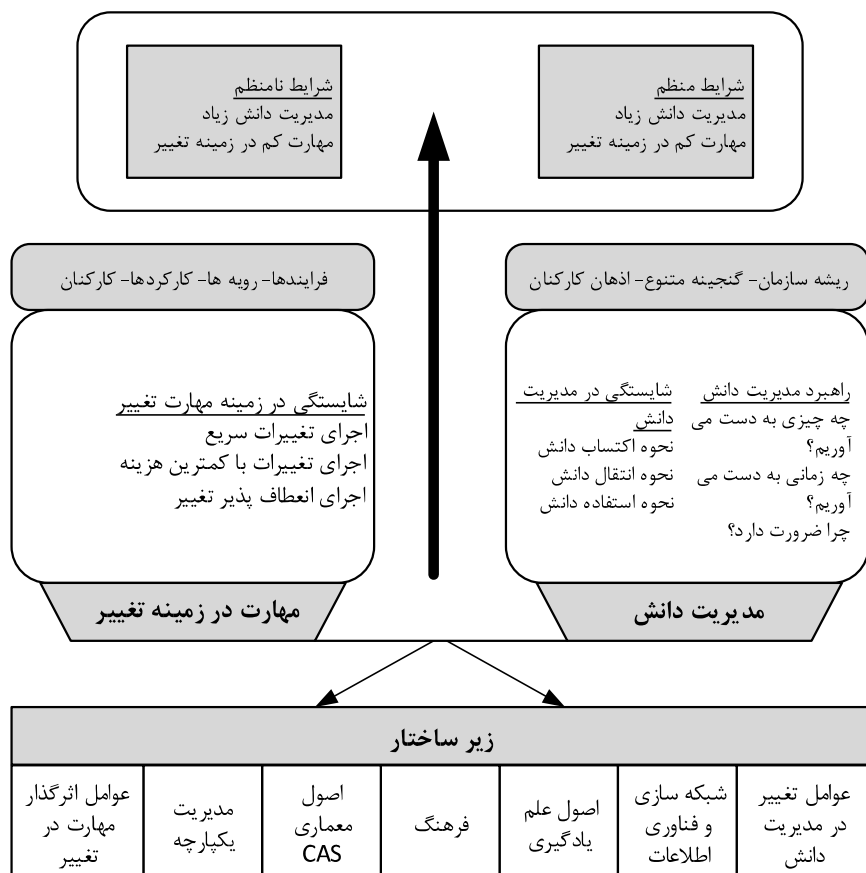 شرایط منظم
مدیریت دانش زیاد
مهارت کم در زمینه تغییر
شرایط نامنظم
مدیریت دانش زیاد
مهارت کم در زمینه تغییر
ریشه سازمان- گنجینه متنوع- اذهان کارکنان
راهبرد مدیریت دانش
چه چیزی به دست می
آوریم؟
چه زمانی به دست می
آوریم؟
چرا ضرورت دارد؟
شایستگی در مدیریت
دانش
نحوه اکتساب دانش
نحوه انتقال دانش
نحوه استفاده دانش
مدیریت دانش
فرایندها- رویه ها- کارکردها- کارکنان
شایستگی در زمینه مهارت تغییر
اجرای تغییرات سریع
اجرای تغییرات با کمترین هزینه
اجرای انعطاف پذیر تغییر
مهارت در زمینه تغییر
زیر ساختار
عوامل تغییر
در مدیریت
دانش
شبکه سازی
و فناوری
اطلاعات
اصول علم
یادگیری
فرهنگ
اصول
معماری
CAS
مدیریت
یکپارچه
عوامل اثرگذار
مهارت در
تغییر